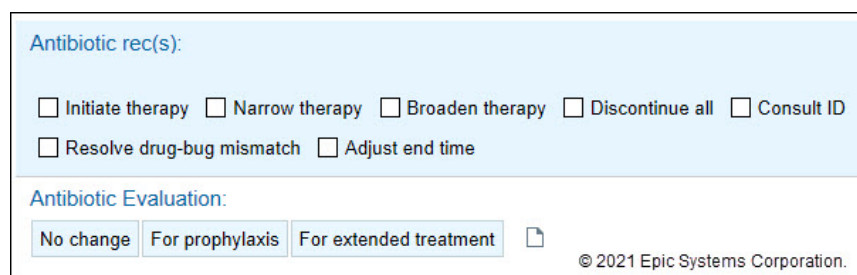 Antibiotic rec(s):
Initiate therapy Narrow therapy Broaden therapy Discontinue all Consult ID
Resolve drug-bug mismatch Adjust end time
Antibiotic Evaluation:
No change For prophylaxis For extended treatment
© 2021 Epic Systems Corporation.